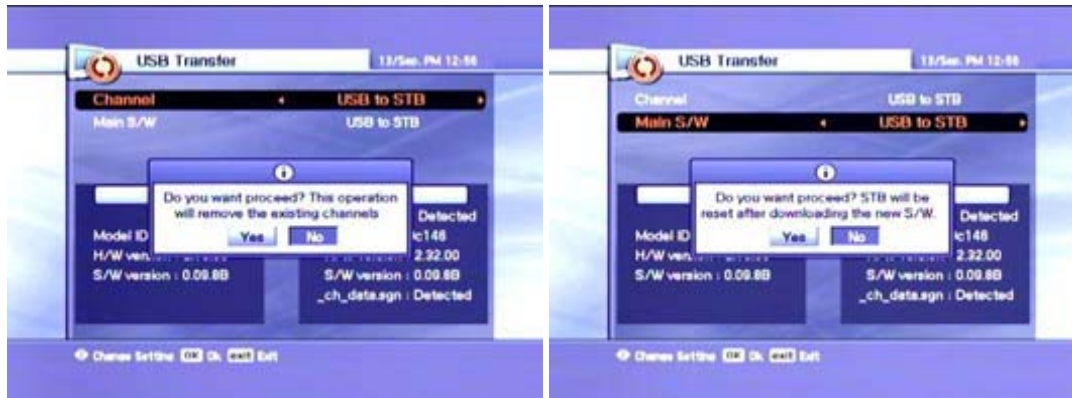 USB Transfer
13/Sen. PM 12:56
Channel USB to STB
Main S/W USB to STB
Do you want proceed? This operation
will remove the existing channels
Yes No
Detected
Model ID lc148
H/W ver 2.32.00
S/W version : 0.09.8B S/W version : 0.09.8B
_ch_data.sgn : Detected
Change Setting OK Ok exit Exit
USB Transfer
13/Sen. PM 12:56
Channel USB to STB
Main S/W USB to STB
Do you want proceed? STB will be
reset after downloading the new S/W.
Yes No
Detected
Model ID lc148
H/W ver 2.32.00
S/W version : 0.09.8B S/W version : 0.09.8B
_ch_data.sgn : Detected
Change Setting OK Ok exit Exit